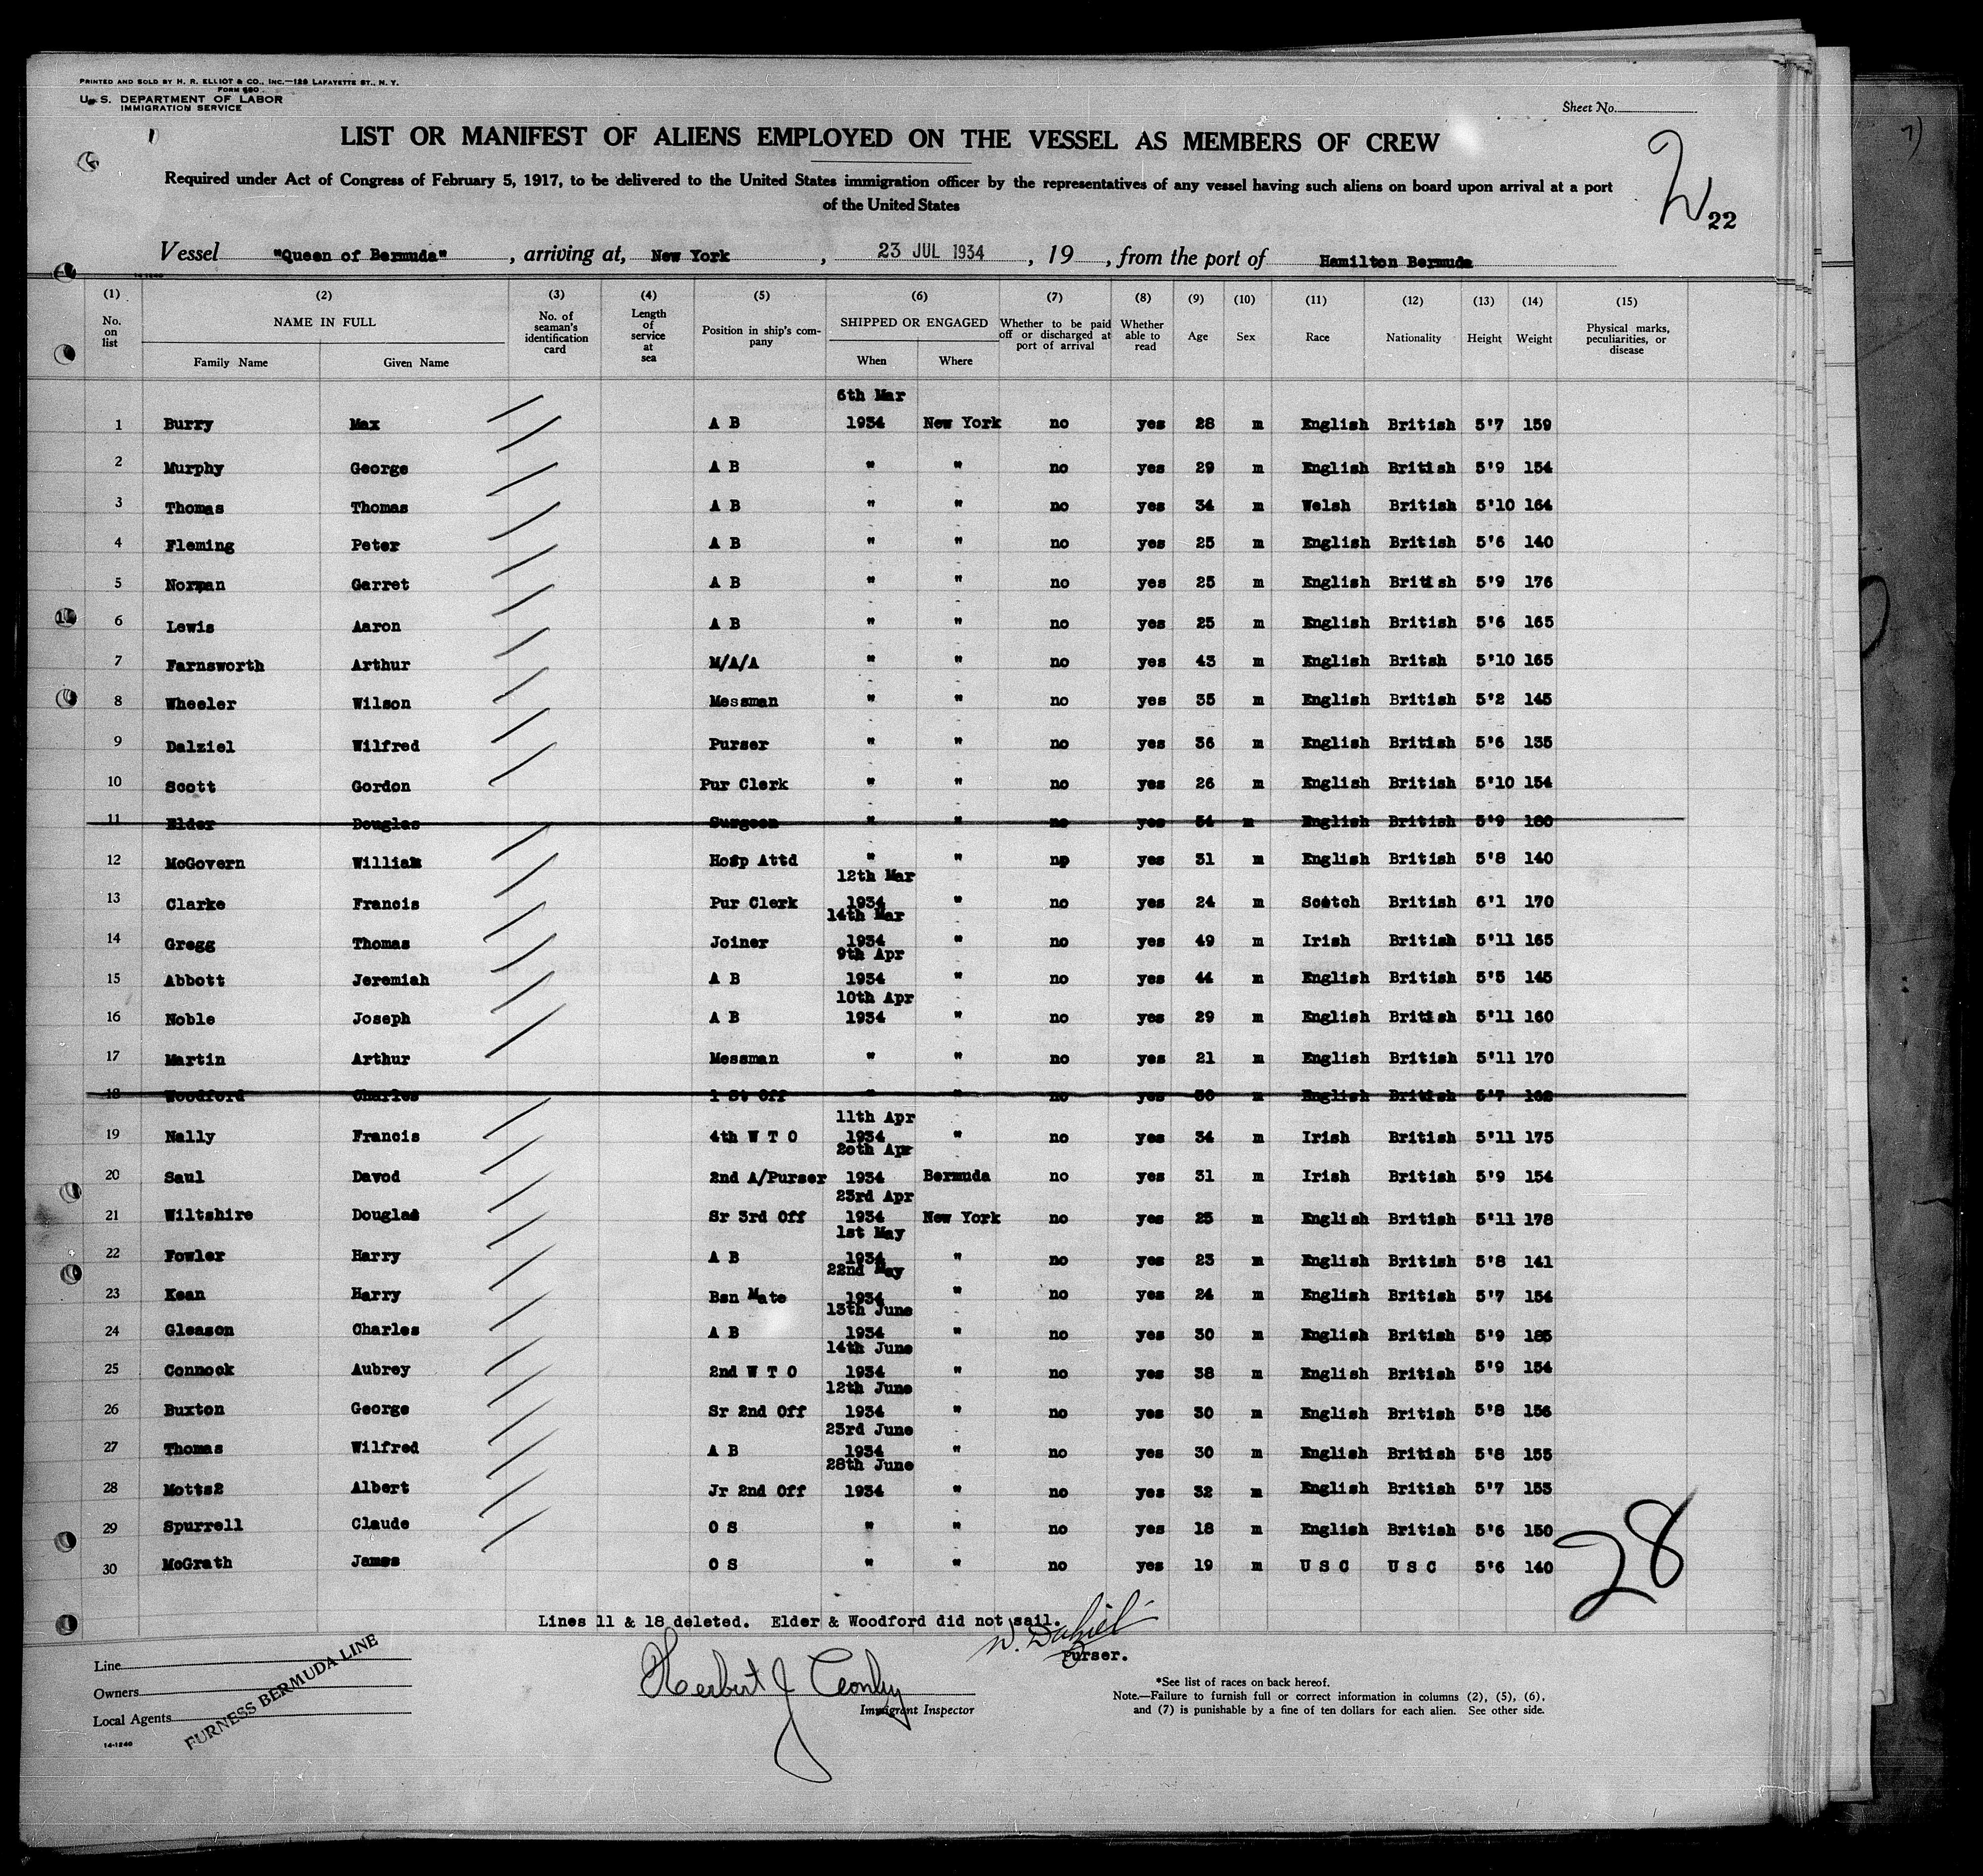 PRINTED AND SOLD BY H. R. ELLIOT & CO., INC.—129 LAFAYETTE ST., N. Y.
FORM 680
U. S. DEPARTMENT OF LABOR
IMMIGRATION SERVICE
Sheet No.
LIST OR MANIFEST OF ALIENS EMPLOYED ON THE VESSEL AS MEMBERS OF CREW
Required under Act of Congress of February 5, 1917, to be delivered to the United States immigration officer by the representatives of any vessel having such aliens on board upon arrival at a port
of the United States
22
Vessel "Queen of Bermuda", arriving at, New York, 23 JUL 1934, 19, from the port of Hamilton Bermuda
14-1240
(1) (2) (3) (4) (5) (6) (7) (8) (9) (10) (11) (12) (13) (14) (15)
No. on list NAME IN FULL Family Name Given Name No. of seaman's identification card Length of service at sea Position in ship's company SHIPPED OR ENGAGED When Where Whether to be paid off or discharged at port of arrival Whether able to read Age Sex Race Nationality Height Weight Physical marks, peculiarities, or disease
6th Mar
1 Burry Max A B 1934 New York no yes 28 m English British 5'7 159
2 Murphy George A B " " no yes 29 m English British 5'9 154
3 Thomas Thomas A B " " no yes 34 m Welsh British 5'10 164
4 Fleming Peter A B " " no yes 25 m English British 5'6 140
5 Norman Garret A B " " no yes 25 m English British 5'9 176
6 Lewis Aaron A B " " no yes 25 m English British 5'6 165
7 Farnsworth Arthur M/A/A " " no yes 43 m English Britsh 5'10 165
8 Wheeler Wilson Messman " " no yes 35 m English British 5'2 145
9 Dalziel Wilfred Purser " " no yes 36 m English British 5'6 135
10 Scott Gordon Pur Clerk " " no yes 26 m English British 5'10 154
11 Elder Douglas Surgeon " " no yes 54 m English British 5'9 180
12 McGovern William Hosp Attd " " no yes 31 m English British 5'8 140
12th Mar
13 Clarke Francis Pur Clerk 1934 " no yes 24 m Scotch British 6'1 170
14th Mar
14 Gregg Thomas Joiner 1934 " no yes 49 m Irish British 5'11 165
9th Apr
15 Abbott Jeremiah A B 1934 " no yes 44 m English British 5'5 145
10th Apr
16 Noble Joseph A B 1934 " no yes 29 m English British 5'11 160
17 Martin Arthur Messman " " no yes 21 m English British 5'11 170
18 Woodford Charles 1 St Off " " no yes 30 m English British 5'7 162
11th Apr
19 Nally Francis 4th W T O 1934 " no yes 34 m Irish British 5'11 175
20th Apr
20 Saul Davod 2nd A/Purser 1934 Bermuda no yes 31 m Irish British 5'9 154
23rd Apr
21 Wiltshire Douglas Sr 3rd Off 1934 New York no yes 25 m English British 5'11 178
1st May
22 Fowler Harry A B 1934 " no yes 23 m English British 5'8 141
22nd May
23 Kean Harry Bsn Mate 1934 " no yes 24 m English British 5'7 154
13th June
24 Gleason Charles A B 1934 " no yes 30 m English British 5'9 185
14th June
25 Connock Aubrey 2nd W T O 1934 " no yes 38 m English British 5'9 154
12th June
26 Buxton George Sr 2nd Off 1934 " no yes 30 m English British 5'8 156
23rd June
27 Thomas Wilfred A B 1934 " no yes 30 m English British 5'8 155
28th June
28 Motts2 Albert Jr 2nd Off 1934 " no yes 32 m English British 5'7 153
29 Spurrell Claude O S " " no yes 18 m English British 5'6 150
30 McGrath James O S " " no yes 19 m U S C U S C 5'6 140
28
Lines 11 & 18 deleted. Elder & Woodford did not sail.
W. Dalziel
Purser.
Line
Owners
Local Agents
FURNESS BERMUDA LINE
14-1240
Herbert J
Immigrant Inspector
*See list of races on back hereof.
Note.—Failure to furnish full or correct information in columns (2), (5), (6),
and (7) is punishable by a fine of ten dollars for each alien. See other side.